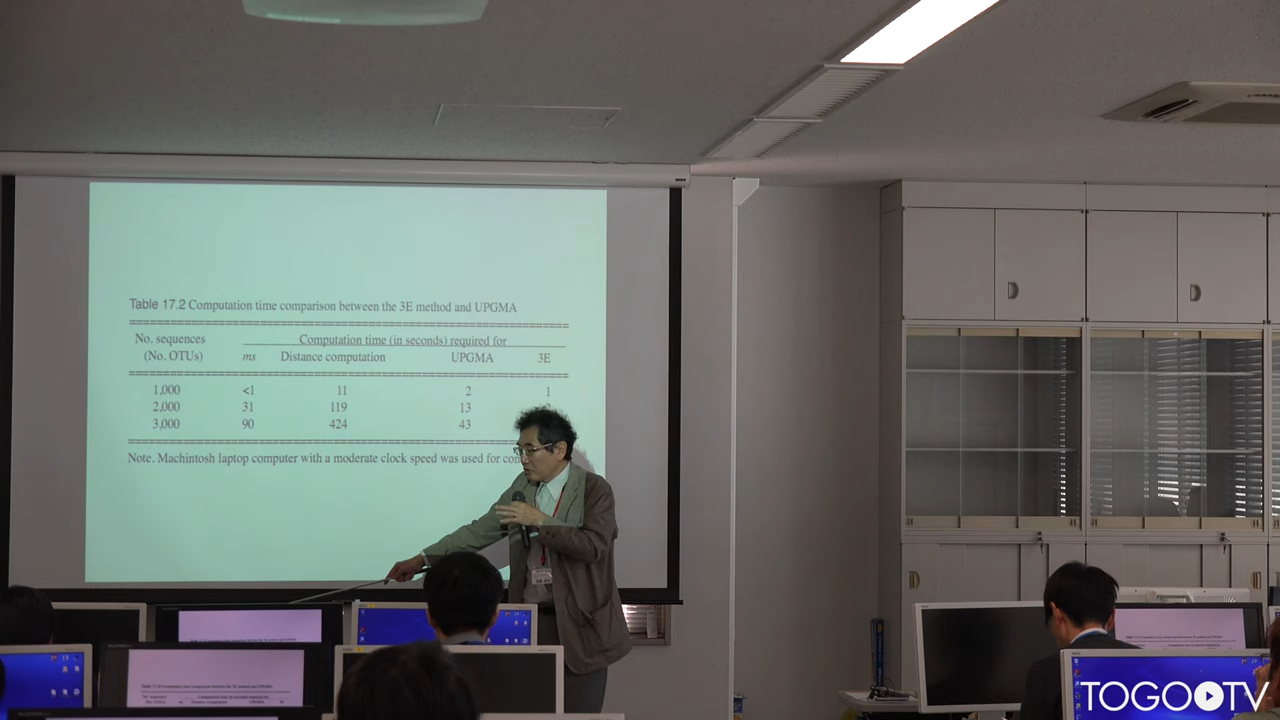 Table 17.2 Computation time comparison between the 3E method and UPGMA
No. sequences Computation time (in seconds) required for
(No. OTUs) ms Distance computation UPGMA 3E
1,000 <1 11 2 1
2,000 31 119 13
3,000 90 424 43
Note. Machintosh laptop computer with a moderate clock speed was used for
TOGOTV